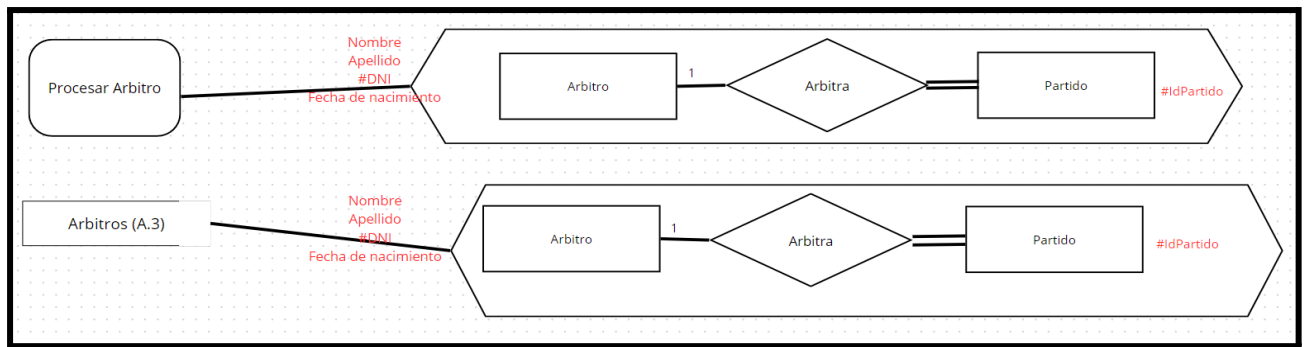 Procesar Arbitro
Nombre
Apellido
#DNI
Fecha de nacimiento
Arbitro
1
Arbitra
Partido
#IdPartido
Arbitros (A.3)
Nombre
Apellido
#DNI
Fecha de nacimiento
Arbitro
1
Arbitra
Partido
#IdPartido